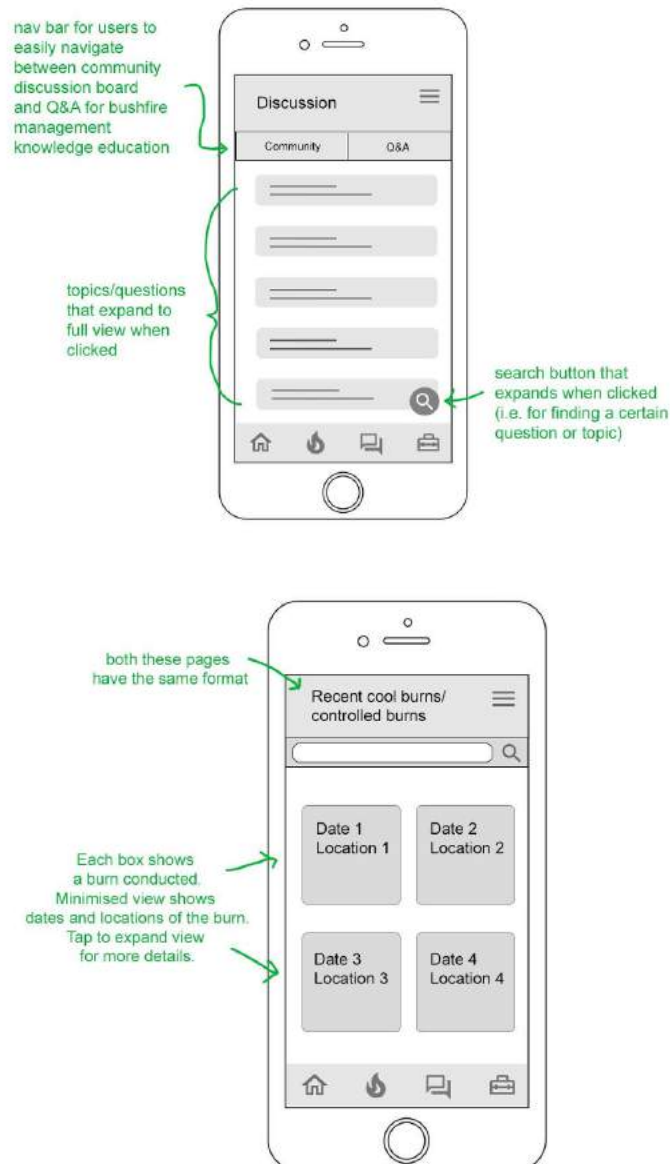 nav bar for users to
easily navigate
between community
discussion board
and Q&A for bushfire
management
knowledge education
Discussion
Community
Q&A
topics/questions
that expand to
full view when
clicked
search button that
expands when clicked
(i.e. for finding a certain
question or topic)
both these pages
have the same format
Recent cool burns/
controlled burns
Each box shows
a burn conducted.
Minimised view shows
dates and locations of the burn.
Tap to expand view
for more details.
Date 1
Location 1
Date 2
Location 2
Date 3
Location 3
Date 4
Location 4